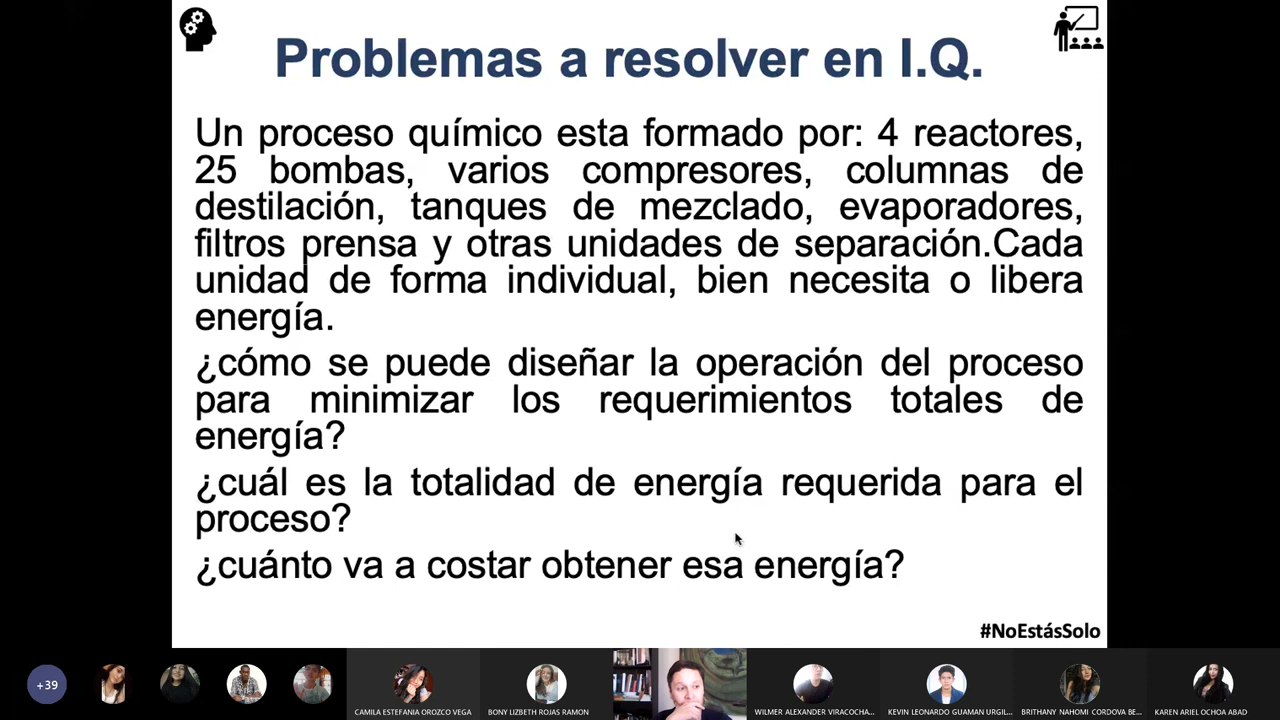 Problemas a resolver en I.Q.
Un proceso químico esta formado por: 4 reactores,
25 bombas, varios compresores, columnas de
destilación, tanques de mezclado, evaporadores,
filtros prensa y otras unidades de separación.Cada
unidad de forma individual, bien necesita o libera
energía.
¿cómo se puede diseñar la operación del proceso
para minimizar los requerimientos totales de
energía?
¿cuál es la totalidad de energía requerida para el
proceso?
¿cuánto va a costar obtener esa energía?
#NoEstásSolo
+39
CAMILA ESTEFANIA OROZCO VEGA
BONY LIZBETH ROJAS RAMON
WILMER ALEXANDER VIRACOCHA...
KEVIN LEONARDO GUAMAN URGIL...
BRITHANY NAHOMI CORDOVA BE...
KAREN ARIEL OCHOA ABAD